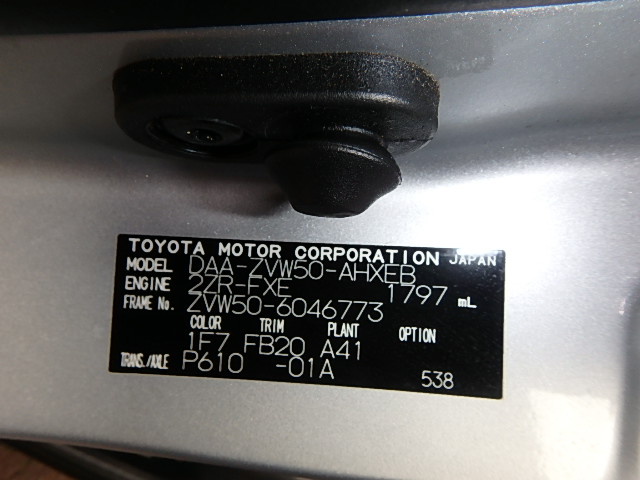 TOYOTA MOTOR CORPORATION JAPAN
MODEL DAA-ZVW50-AHXEB
ENGINE 2ZR-FXE 1797 mL
FRAME No. ZVW50-6046773
COLOR TRIM PLANT OPTION
1F7 FB20 A41
TRANS./AXLE P610 -01A
538